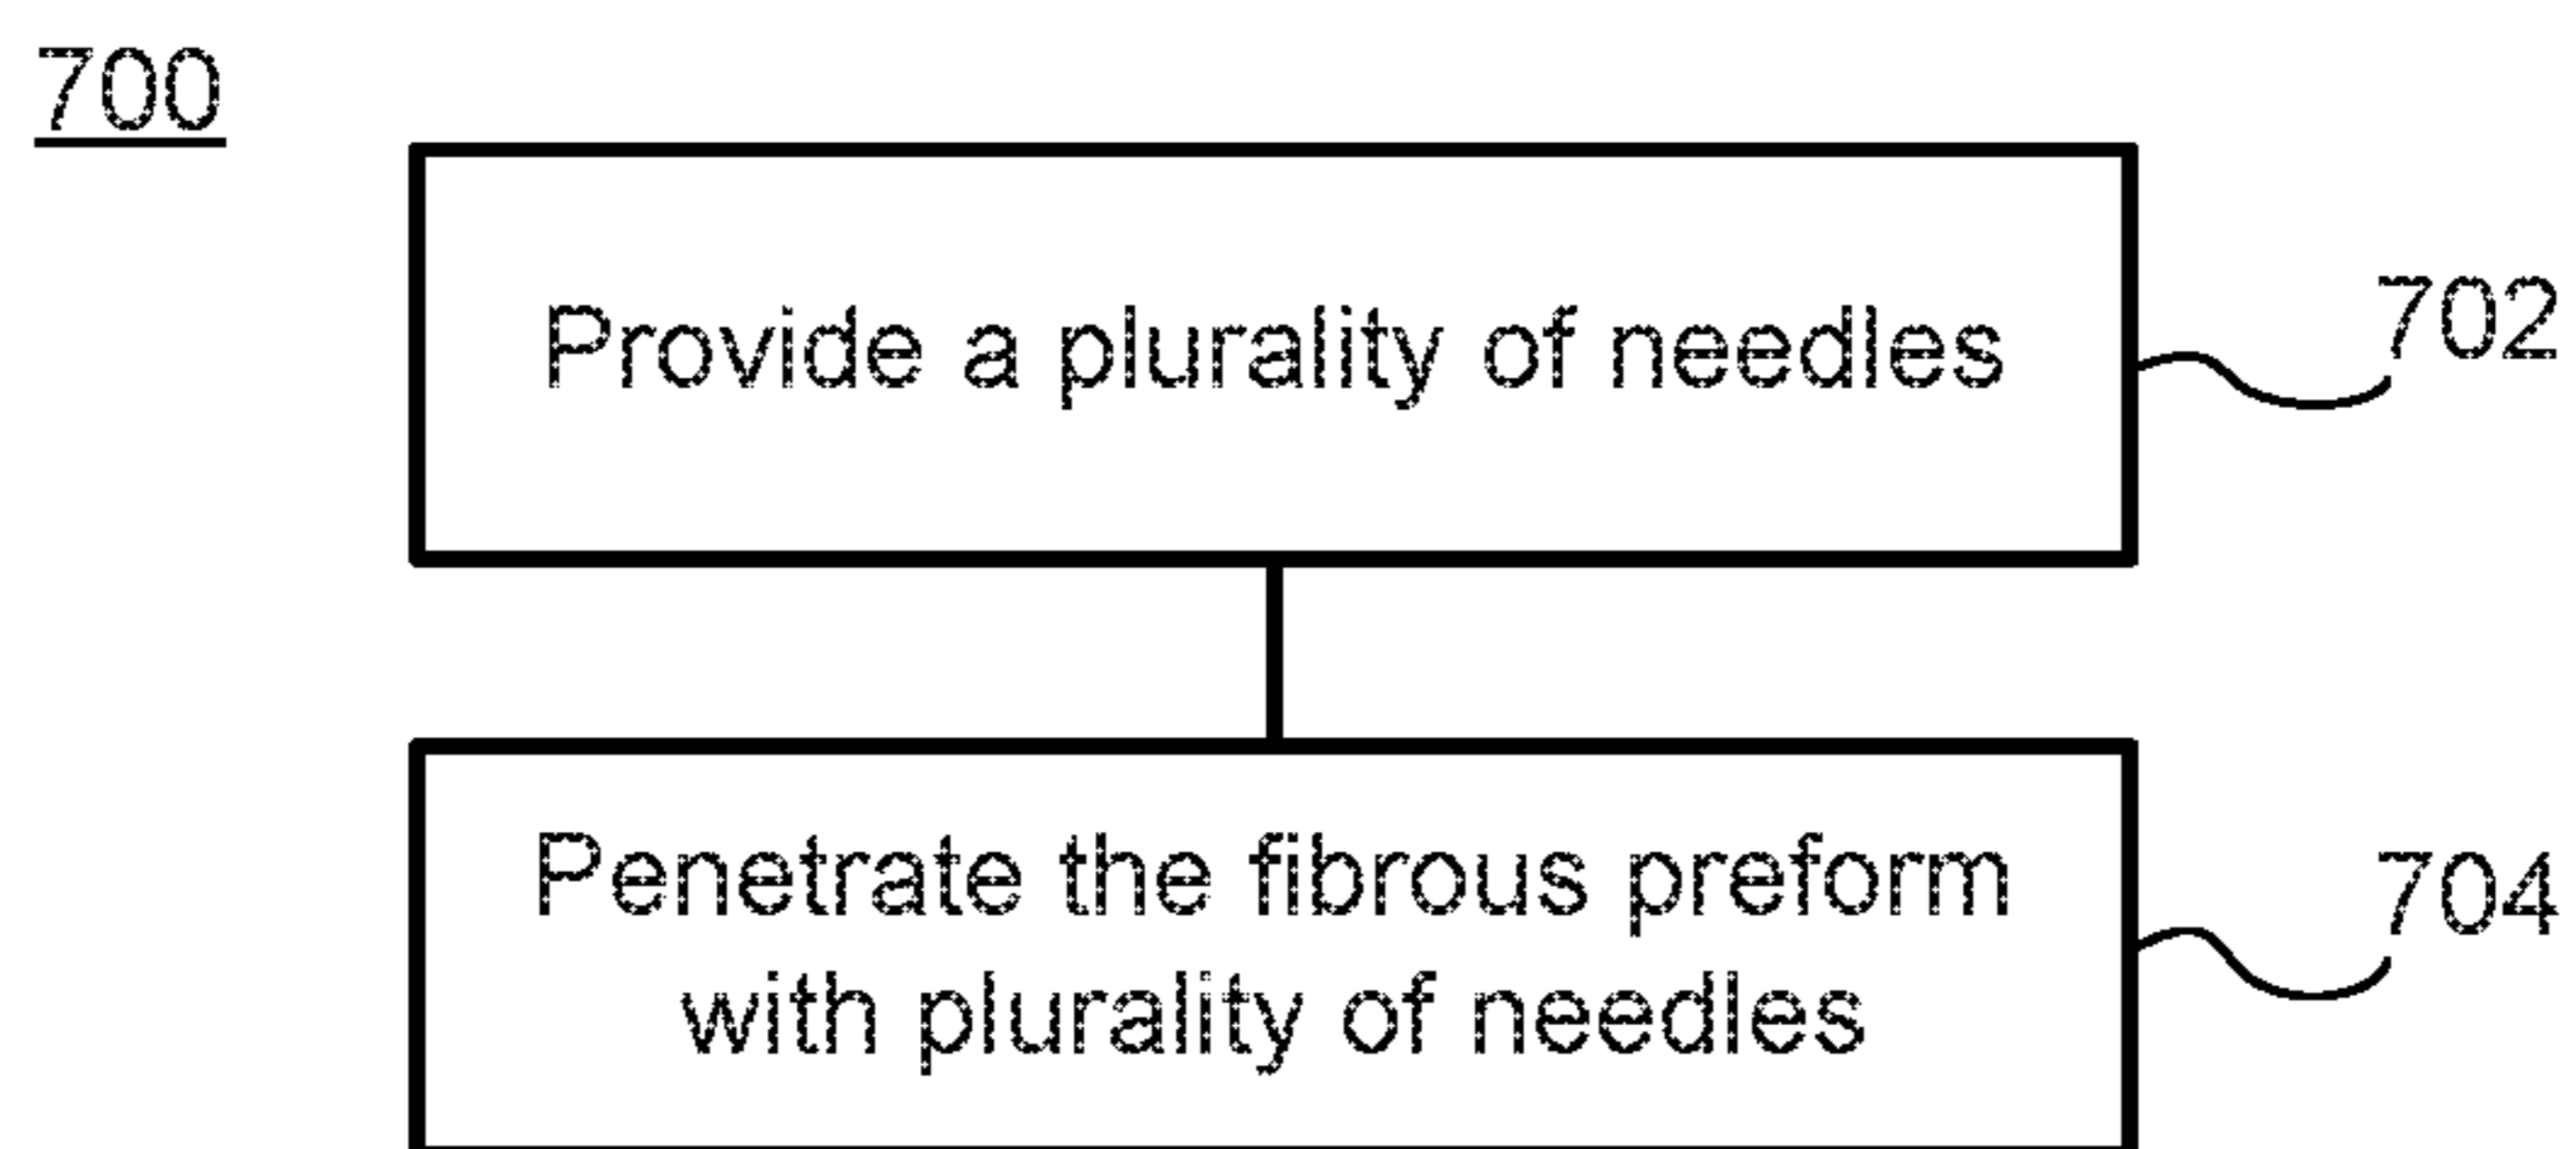 700
Provide a plurality of needles
702
Penetrate the fibrous preform
with plurality of needles
704